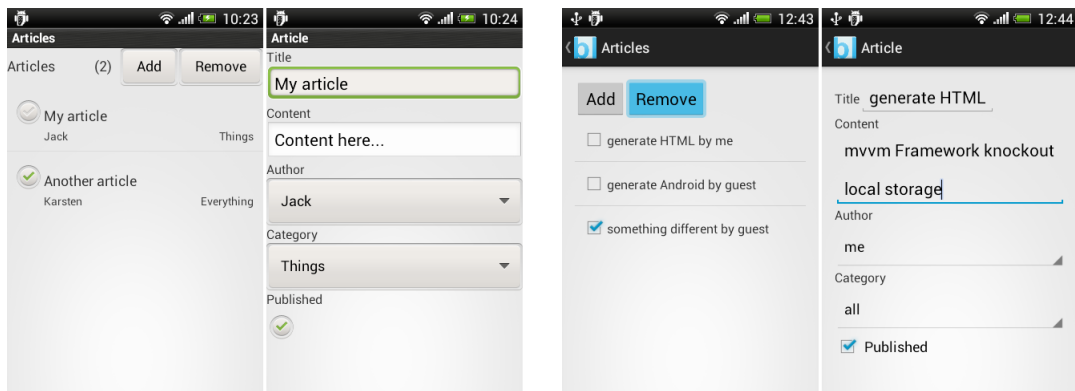 10:23
Articles
Articles (2) Add Remove
My article
Jack Things
Another article
Karsten Everything
10:24
Article
Title
My article
Content
Content here...
Author
Jack
Category
Things
Published
12:43
Articles
Add Remove
generate HTML by me
generate Android by guest
something different by guest
12:44
Article
Title generate HTML
Content
mvvm Framework knockout
local storage
Author
me
Category
all
Published